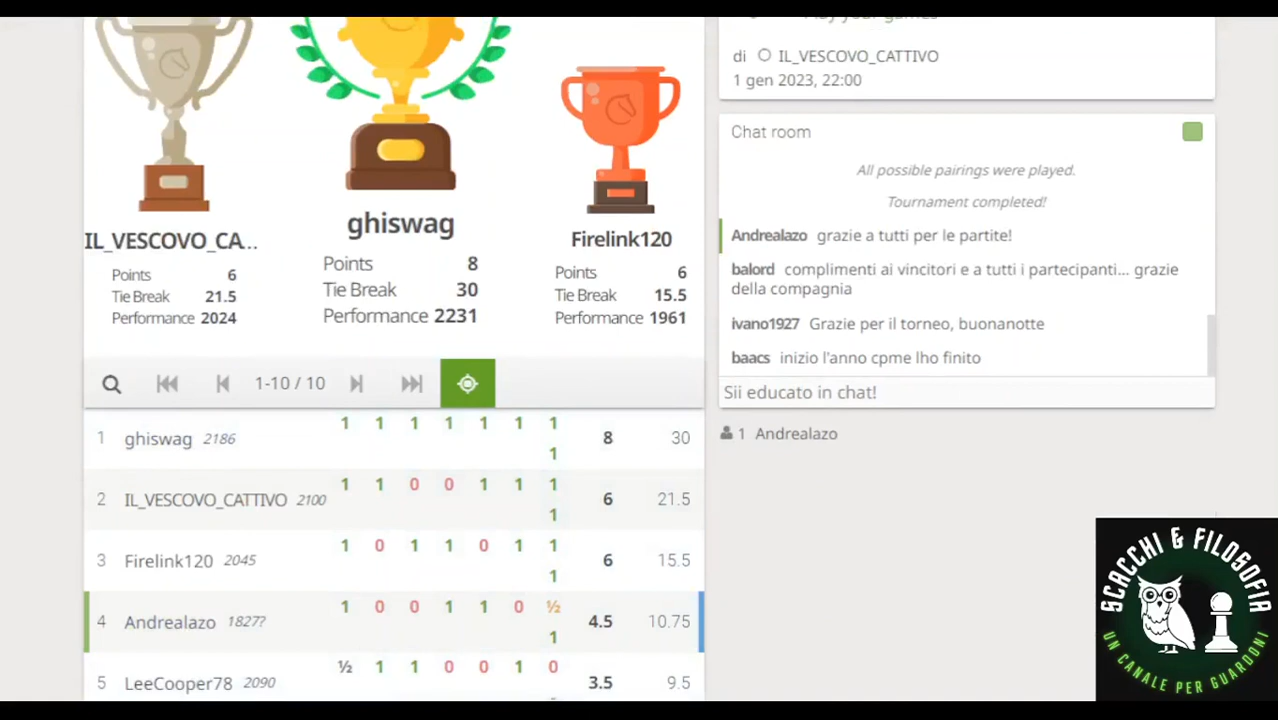 Play your games
di IL_VESCOVO_CATTIVO
1 gen 2023, 22:00
IL_VESCOVO_CA...
Points 6
Tie Break 21.5
Performance 2024
ghiswag
Points 8
Tie Break 30
Performance 2231
Firelink120
Points 6
Tie Break 15.5
Performance 1961
1-10 / 10
1 ghiswag 2186 1 1 1 1 1 1 1 8 30
1
2 IL_VESCOVO_CATTIVO 2100 1 1 0 0 1 1 1 6 21.5
1
3 Firelink120 2045 1 0 1 1 0 1 1 6 15.5
1
4 Andrealazo 1827? 1 0 0 1 1 0 ½ 4.5 10.75
1
5 LeeCooper78 2090 ½ 1 1 0 0 1 0 3.5 9.5
Chat room
All possible pairings were played.
Tournament completed!
Andrealazo grazie a tutti per le partite!
balord complimenti ai vincitori e a tutti i partecipanti... grazie
della compagnia
ivano1927 Grazie per il torneo, buonanotte
baacs inizio l'anno cpme lho finito
Sii educato in chat!
1 Andrealazo
SCACCHI & FILOSOFIA
UN CANALE PER GUARDONI